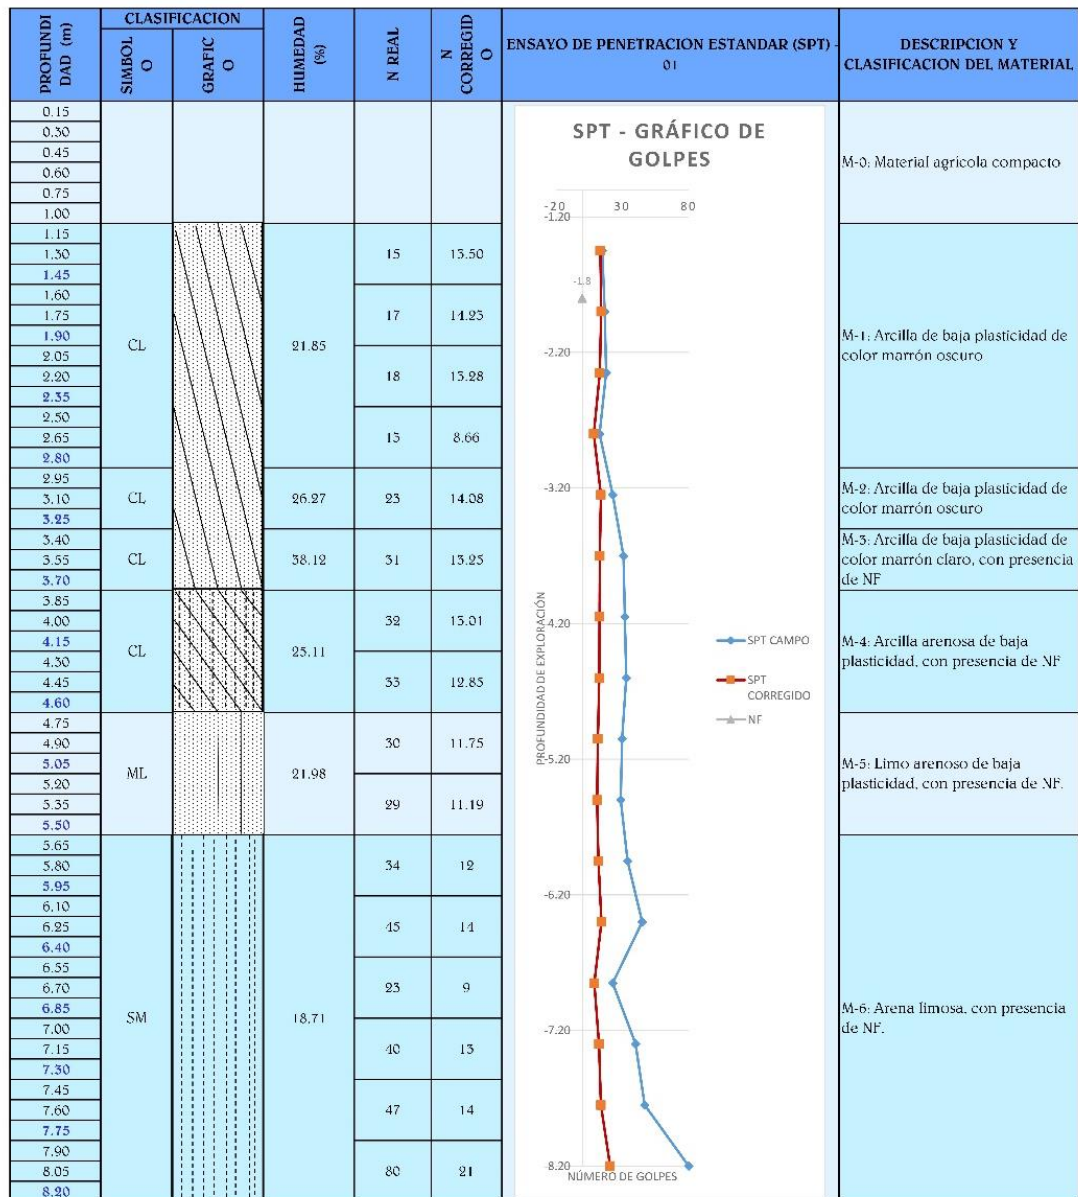 PROFUNDI
DAD (m)
CLASIFICACION
SIMBOL
O
GRAFIC
O
HUMEDAD
(%)
N REAL
N
CORREGID
O
ENSAYO DE PENETRACION ESTANDAR (SPT) -
01
DESCRIPCION Y
CLASIFICACION DEL MATERIAL
0.15
0.30
0.45
0.60
0.75
1.00
M-0: Material agricola compacto
1.15
1.30
1.45
1.60
1.75
1.90
2.05
2.20
2.35
2.50
2.65
2.80
CL
21.85
15
13.50
17
14.23
18
13.28
13
8.66
M-1: Arcilla de baja plasticidad de
color marrón oscuro
2.95
3.10
3.25
CL
26.27
23
14.08
M-2: Arcilla de baja plasticidad de
color marrón oscuro
3.40
3.55
3.70
CL
38.12
31
13.23
M-3: Arcilla de baja plasticidad de
color marrón claro, con presencia
de NF
3.85
4.00
4.15
4.30
4.45
4.60
CL
25.11
32
13.01
33
12.85
M-4: Arcilla arenosa de baja
plasticidad, con presencia de NF
4.75
4.90
5.05
5.20
5.35
5.50
ML
21.98
30
11.75
29
11.19
M-5: Limo arenoso de baja
plasticidad, con presencia de NF.
5.65
5.80
5.95
6.10
6.25
6.40
6.55
6.70
6.85
7.00
7.15
7.30
7.45
7.60
7.75
7.90
8.05
8.20
SM
18.71
34
12
45
14
23
9
40
13
47
14
80
21
M-6: Arena limosa, con presencia
de NF.
SPT - GRÁFICO DE
GOLPES
-20 30 80
-1.20
-1.8
-2.20
-3.20
-4.20
-5.20
-6.20
-7.20
-8.20
PROFUNDIDAD DE EXPLORACIÓN
SPT CAMPO
SPT
CORREGIDO
NF
NÚMERO DE GOLPES